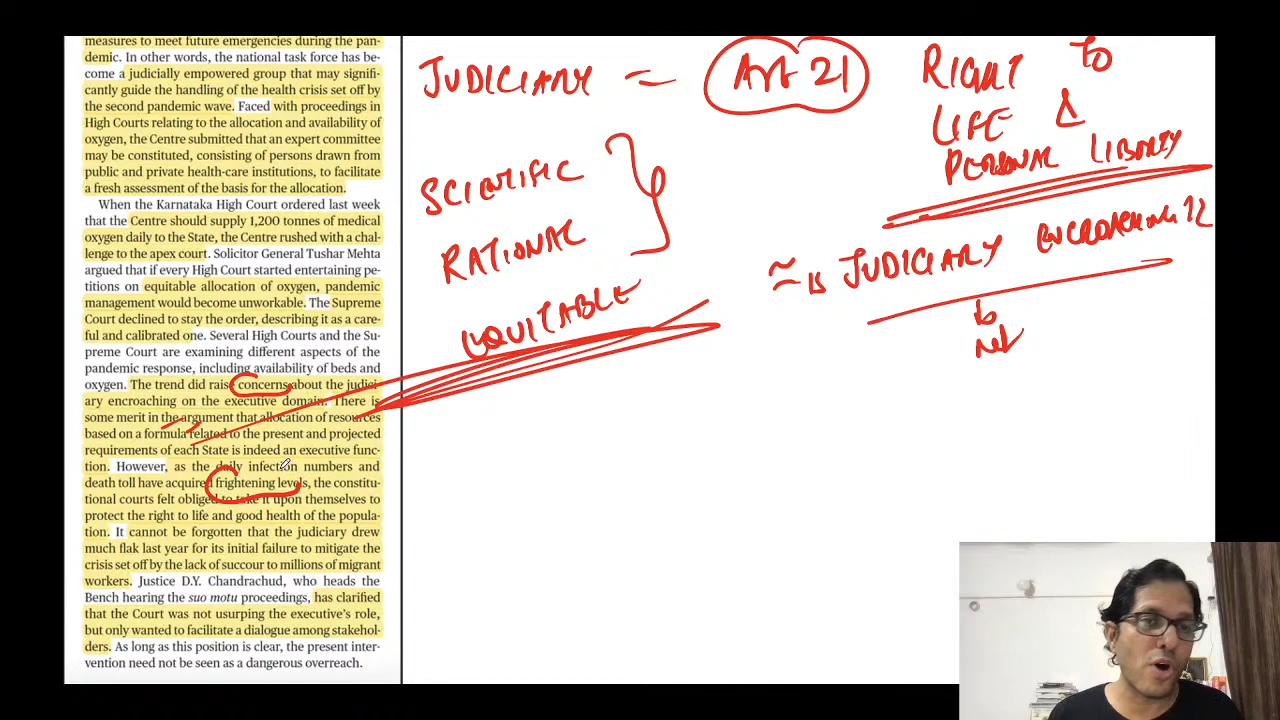 measures to meet future emergencies during the pan-
demic. In other words, the national task force has be-
come a judicially empowered group that may signifi-
cantly guide the handling of the health crisis set off by
the second pandemic wave. Faced with proceedings in
High Courts relating to the allocation and availability of
oxygen, the Centre submitted that an expert committee
may be constituted, consisting of persons drawn from
public and private health-care institutions, to facilitate
a fresh assessment of the basis for the allocation.
When the Karnataka High Court ordered last week
that the Centre should supply 1,200 tonnes of medical
oxygen daily to the State, the Centre rushed with a chal-
lenge to the apex court. Solicitor General Tushar Mehta
argued that if every High Court started entertaining pe-
titions on equitable allocation of oxygen, pandemic
management would become unworkable. The Supreme
Court declined to stay the order, describing it as a care-
ful and calibrated one. Several High Courts and the Su-
preme Court are examining different aspects of the
pandemic response, including availability of beds and
oxygen. The trend did raise concerns about the judici-
ary encroaching on the executive domain. There is
some merit in the argument that allocation of resources
based on a formula related to the present and projected
requirements of each State is indeed an executive func-
tion. However, as the daily infection numbers and
death toll have acquired frightening levels, the constitu-
tional courts felt obliged to take it upon themselves to
protect the right to life and good health of the popula-
tion. It cannot be forgotten that the judiciary drew
much flak last year for its initial failure to mitigate the
crisis set off by the lack of succour to millions of migrant
workers. Justice D.Y. Chandrachud, who heads the
Bench hearing the suo motu proceedings, has clarified
that the Court was not usurping the executive's role,
but only wanted to facilitate a dialogue among stakehol-
ders. As long as this position is clear, the present inter-
vention need not be seen as a dangerous overreach.
JUDICIARY = Art 21
RIGHT to
LIFE &
PERSONAL LIBERTY
SCIENTIFIC
RATIONAL
EQUITABLE
≈ is JUDICIARY ENCROACHING